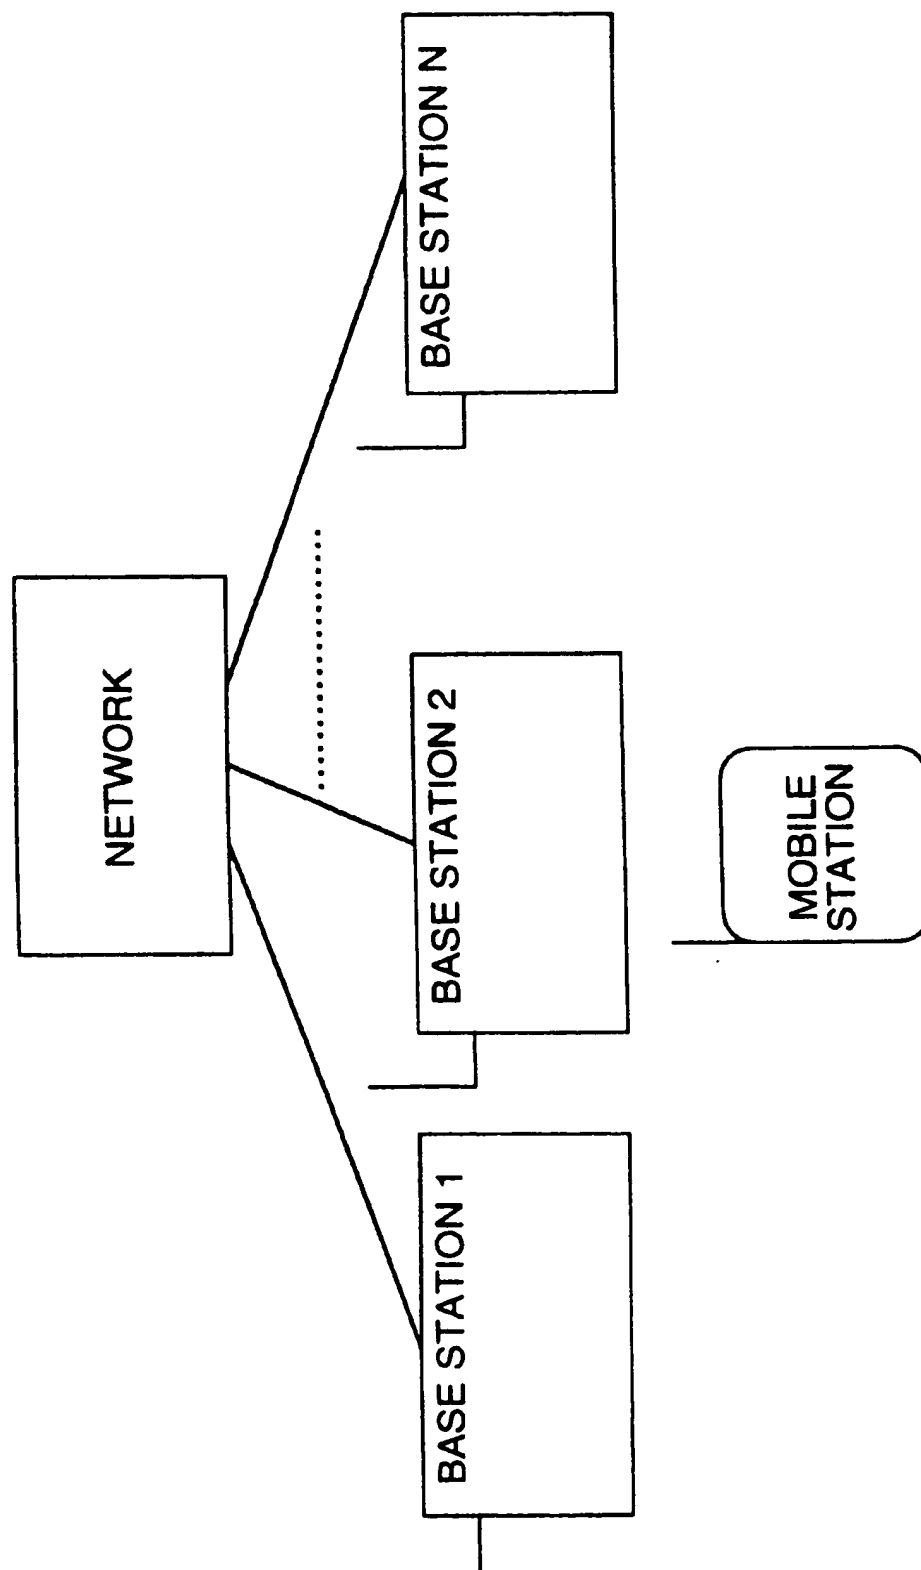 NETWORK
BASE STATION 1
BASE STATION 2
BASE STATION N
MOBILE
STATION